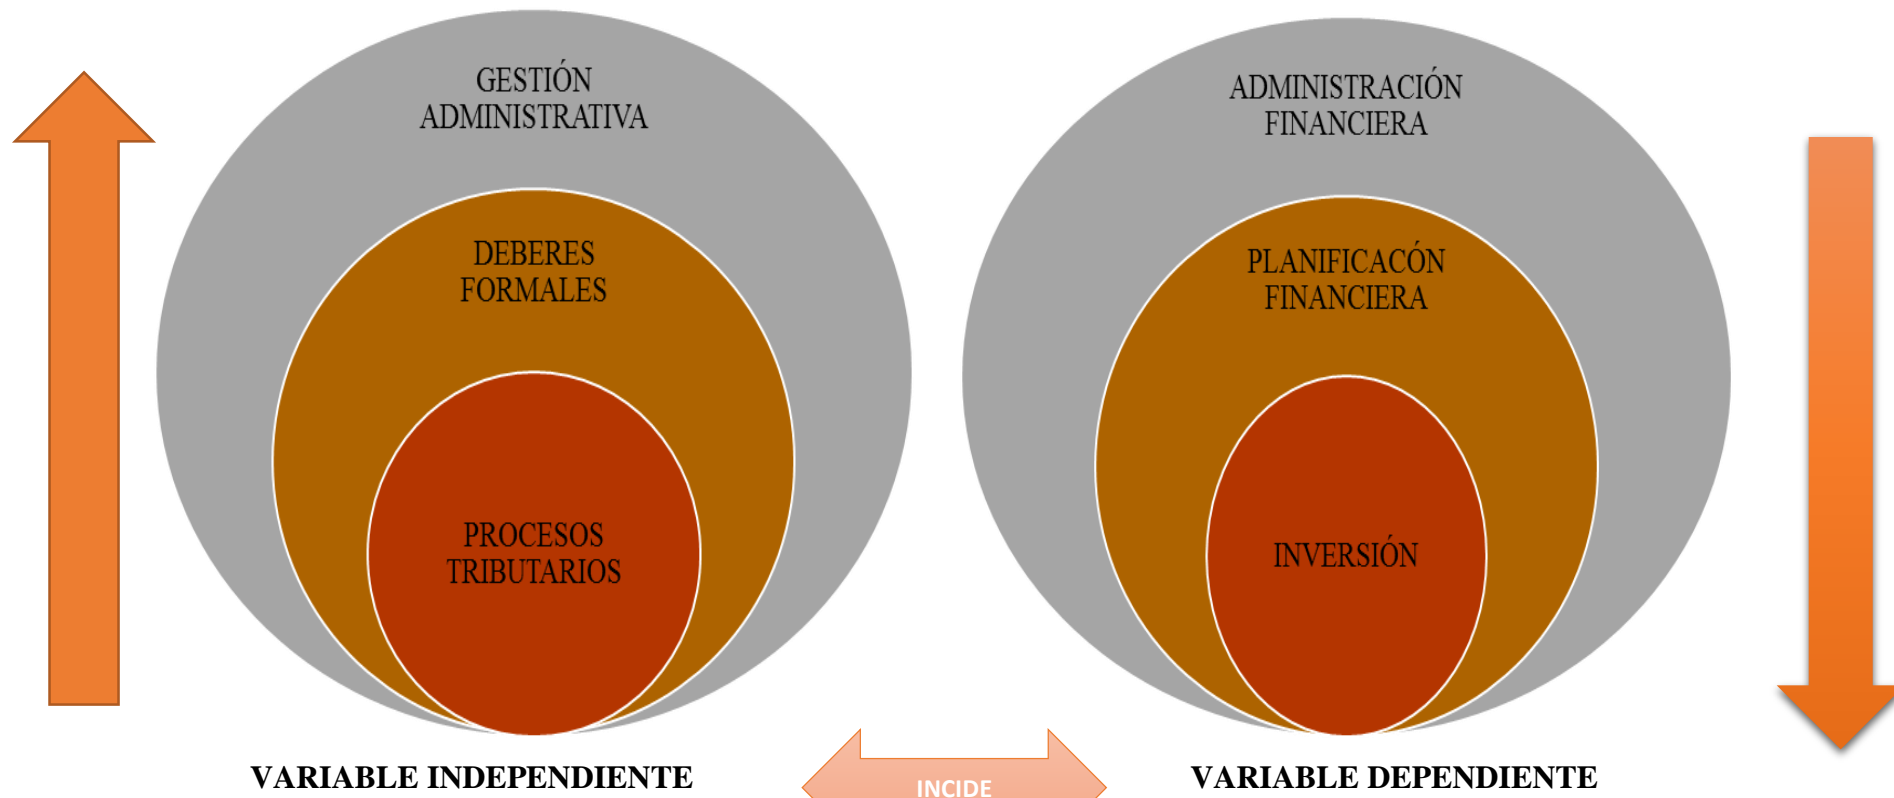 GESTIÓN
ADMINISTRATIVA
DEBERES
FORMALES
PROCESOS
TRIBUTARIOS
ADMINISTRACIÓN
FINANCIERA
PLANIFICACÓN
FINANCIERA
INVERSIÓN
VARIABLE INDEPENDIENTE
INCIDE
VARIABLE DEPENDIENTE